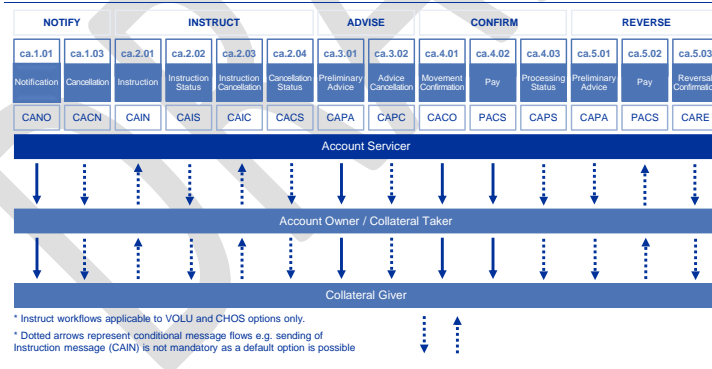 NOTIFY INSTRUCT ADVISE CONFIRM REVERSE
ca.1.01 ca.1.03 ca.2.01 ca.2.02 ca.2.03 ca.2.04 ca.3.01 ca.3.02 ca.4.01 ca.4.02 ca.4.03 ca.5.01 ca.5.02 ca.5.03
Notification Cancellation Instruction Instruction Status Instruction Cancellation Cancellation Status Preliminary Advice Advice Cancellation Movement Confirmation Pay Processing Status Preliminary Advice Pay Reversal Confirmatio
CANO CACN CAIN CAIS CAIC CACS CAPA CAPC CACO PACS CAPS CAPA PACS CARE
Account Servicer
Account Owner / Collateral Taker
Collateral Giver
* Instruct workflows applicable to VOLU and CHOS options only.
* Dotted arrows represent conditional message flows e.g. sending of
Instruction message (CAIN) is not mandatory as a default option is possible